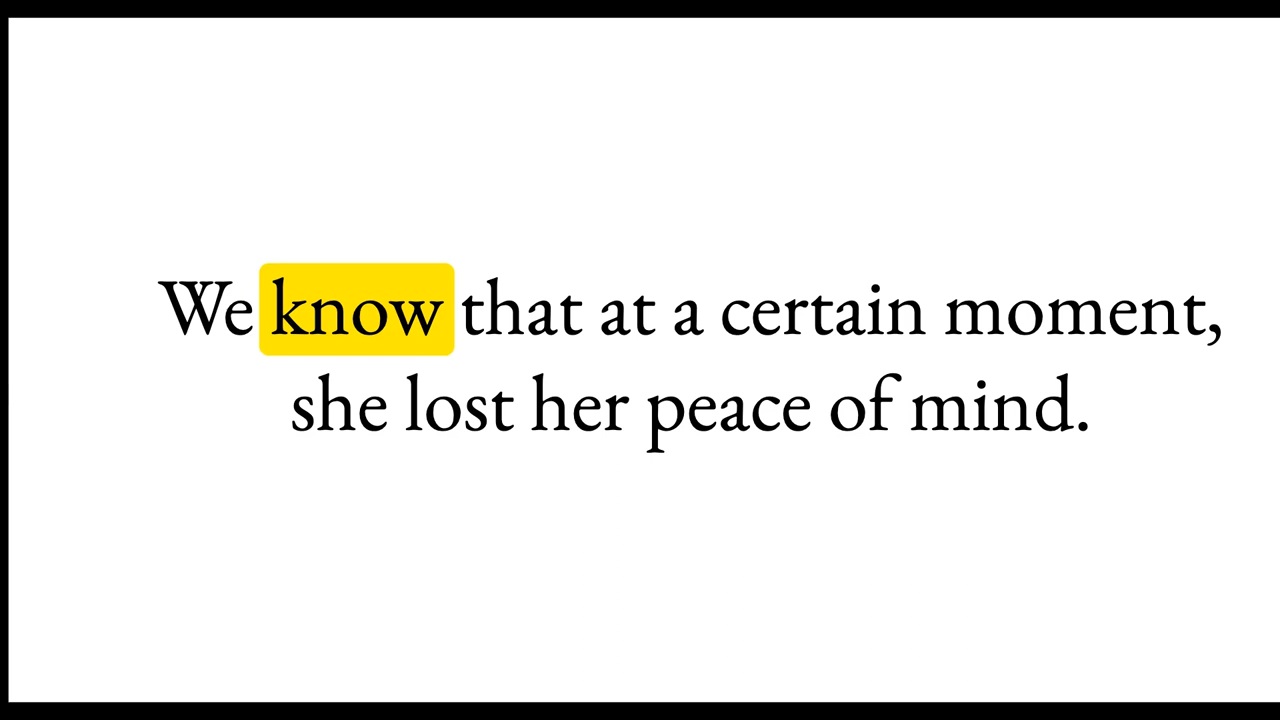 We know that at a certain moment,
she lost her peace of mind.